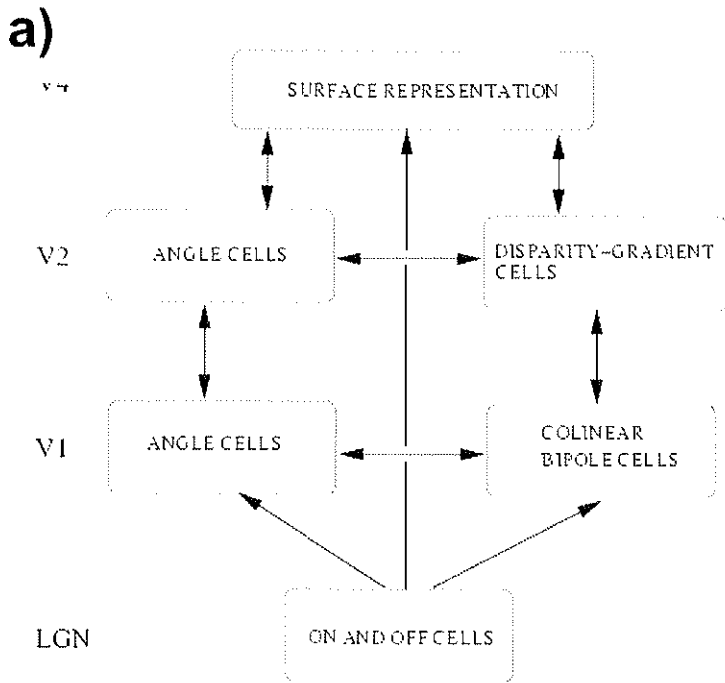 a)
V4
SURFACE REPRESENTATION
V2
ANGLE CELLS
DISPARITY-GRADIENT
CELLS
V1
ANGLE CELLS
COLINEAR
BIPOLE CELLS
LGN
ON AND OFF CELLS